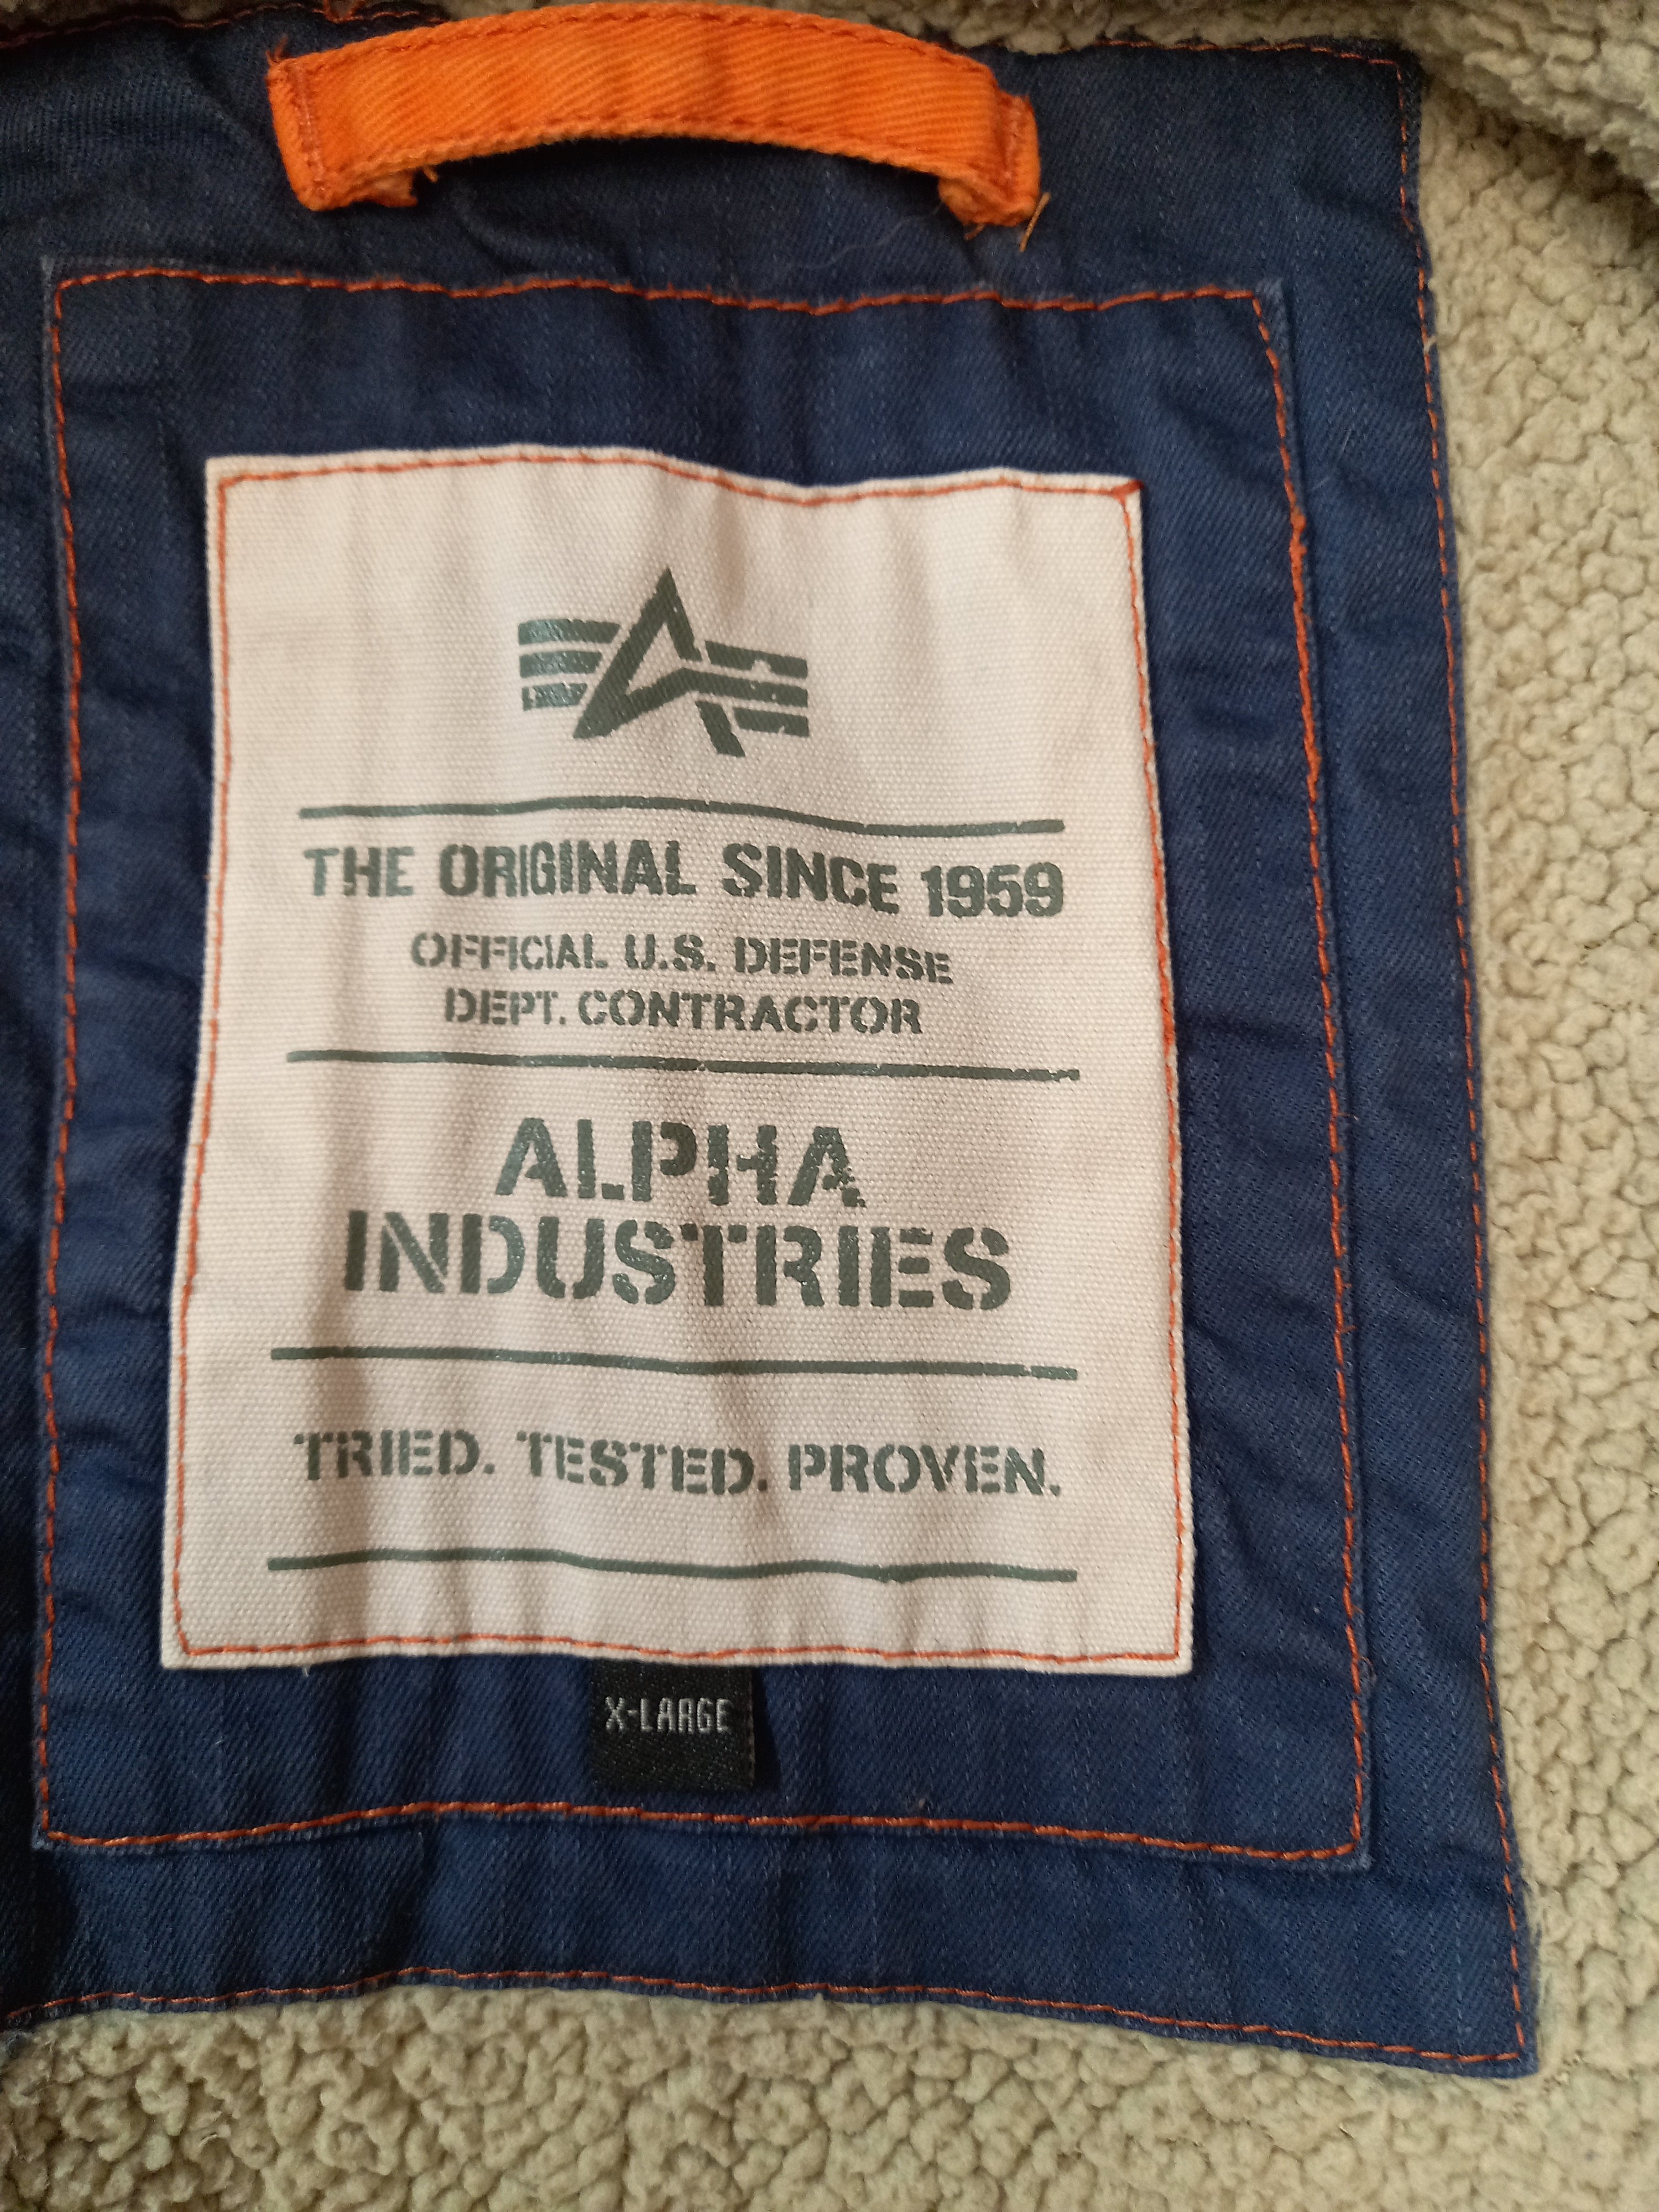 THE ORIGINAL SINCE 1959
OFFICIAL U.S. DEFENSE
DEPT. CONTRACTOR
ALPHA
INDUSTRIES
TRIED. TESTED. PROVEN.
X-LARGE